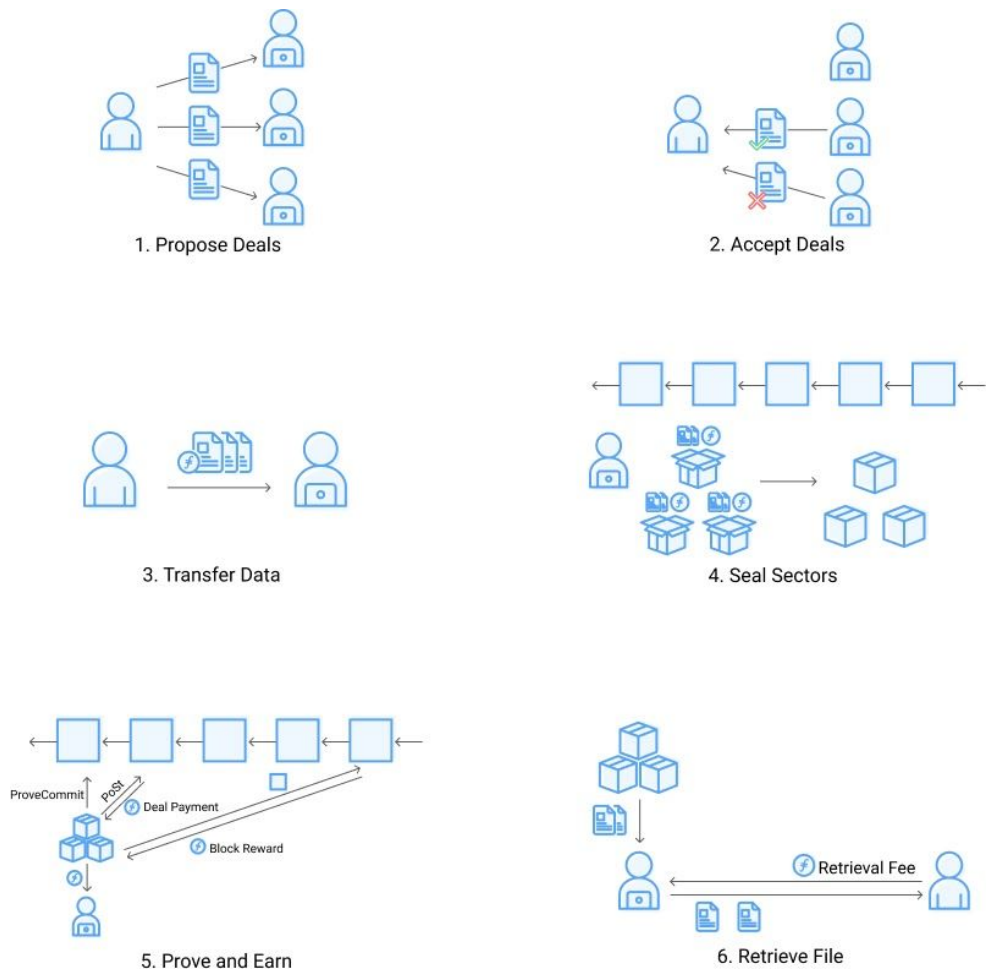 1. Propose Deals
2. Accept Deals
3. Transfer Data
4. Seal Sectors
ProveCommit
PoSt
Deal Payment
Block Reward
5. Prove and Earn
Retrieval Fee
6. Retrieve File